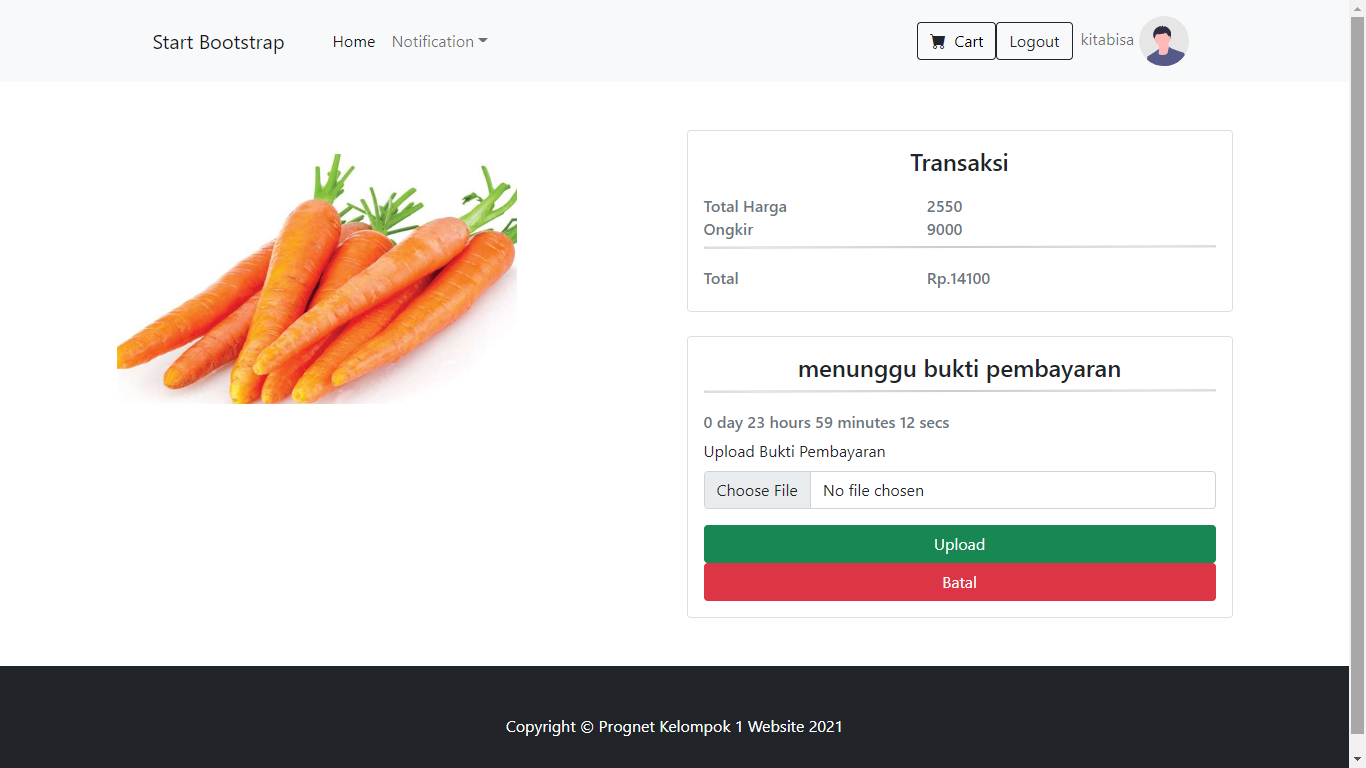 Start Bootstrap Home Notification Cart Logout kitabisa
Transaksi
Total Harga 2550
Ongkir 9000
Total Rp.14100
menunggu bukti pembayaran
0 day 23 hours 59 minutes 12 secs
Upload Bukti Pembayaran
Choose File No file chosen
Upload
Batal
Copyright © Prognet Kelompok 1 Website 2021